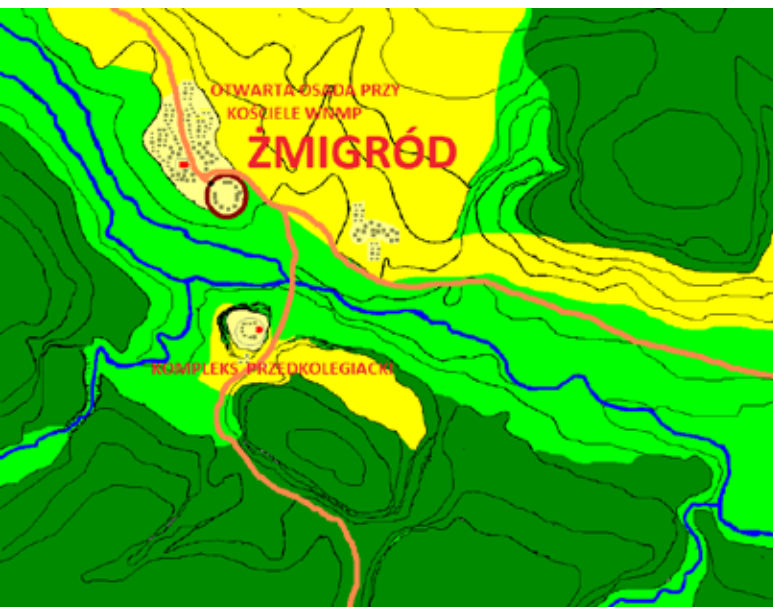 OTWARTA OSADA PRZY
KOŚCIELE WNMP
ŻMIGRÓD
KOMPLEKS PRZEDKOLEGIACKI